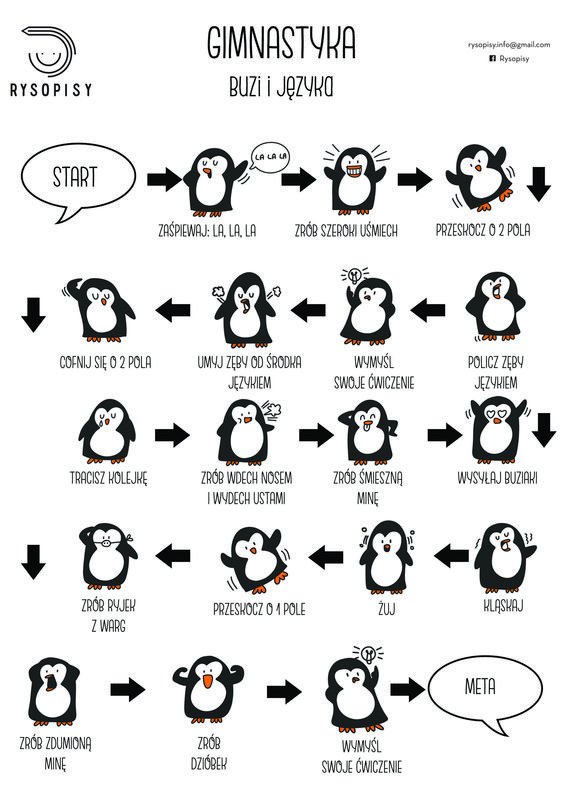 RYSOPISY
GIMNASTYKA
BUZI I JĘZYKA
rysopisy.info@gmail.com
Rysopisy
START
LA LA LA
ZAŚPIEWAJ: LA, LA, LA
ZRÓB SZEROKI UŚMIECH
PRZESKOCZ O 2 POLA
COFNIJ SIĘ O 2 POLA
UMYJ ZĘBY OD ŚRODKA
JĘZYKIEM
WYMYŚL
SWOJE ĆWICZENIE
POLICZ ZĘBY
JĘZYKIEM
TRACISZ KOLEJKĘ
ZRÓB WDECH NOSEM
I WYDECH USTAMI
ZRÓB ŚMIESZNĄ
MINĘ
WYSYŁAJ BUZIAKI
ZRÓB RYJEK
Z WARG
PRZESKOCZ O 1 POLE
ŻUJ
KLĄSKAJ
ZRÓB ZDUMIONĄ
MINĘ
ZRÓB
DZIÓBEK
WYMYŚL
SWOJE ĆWICZENIE
META